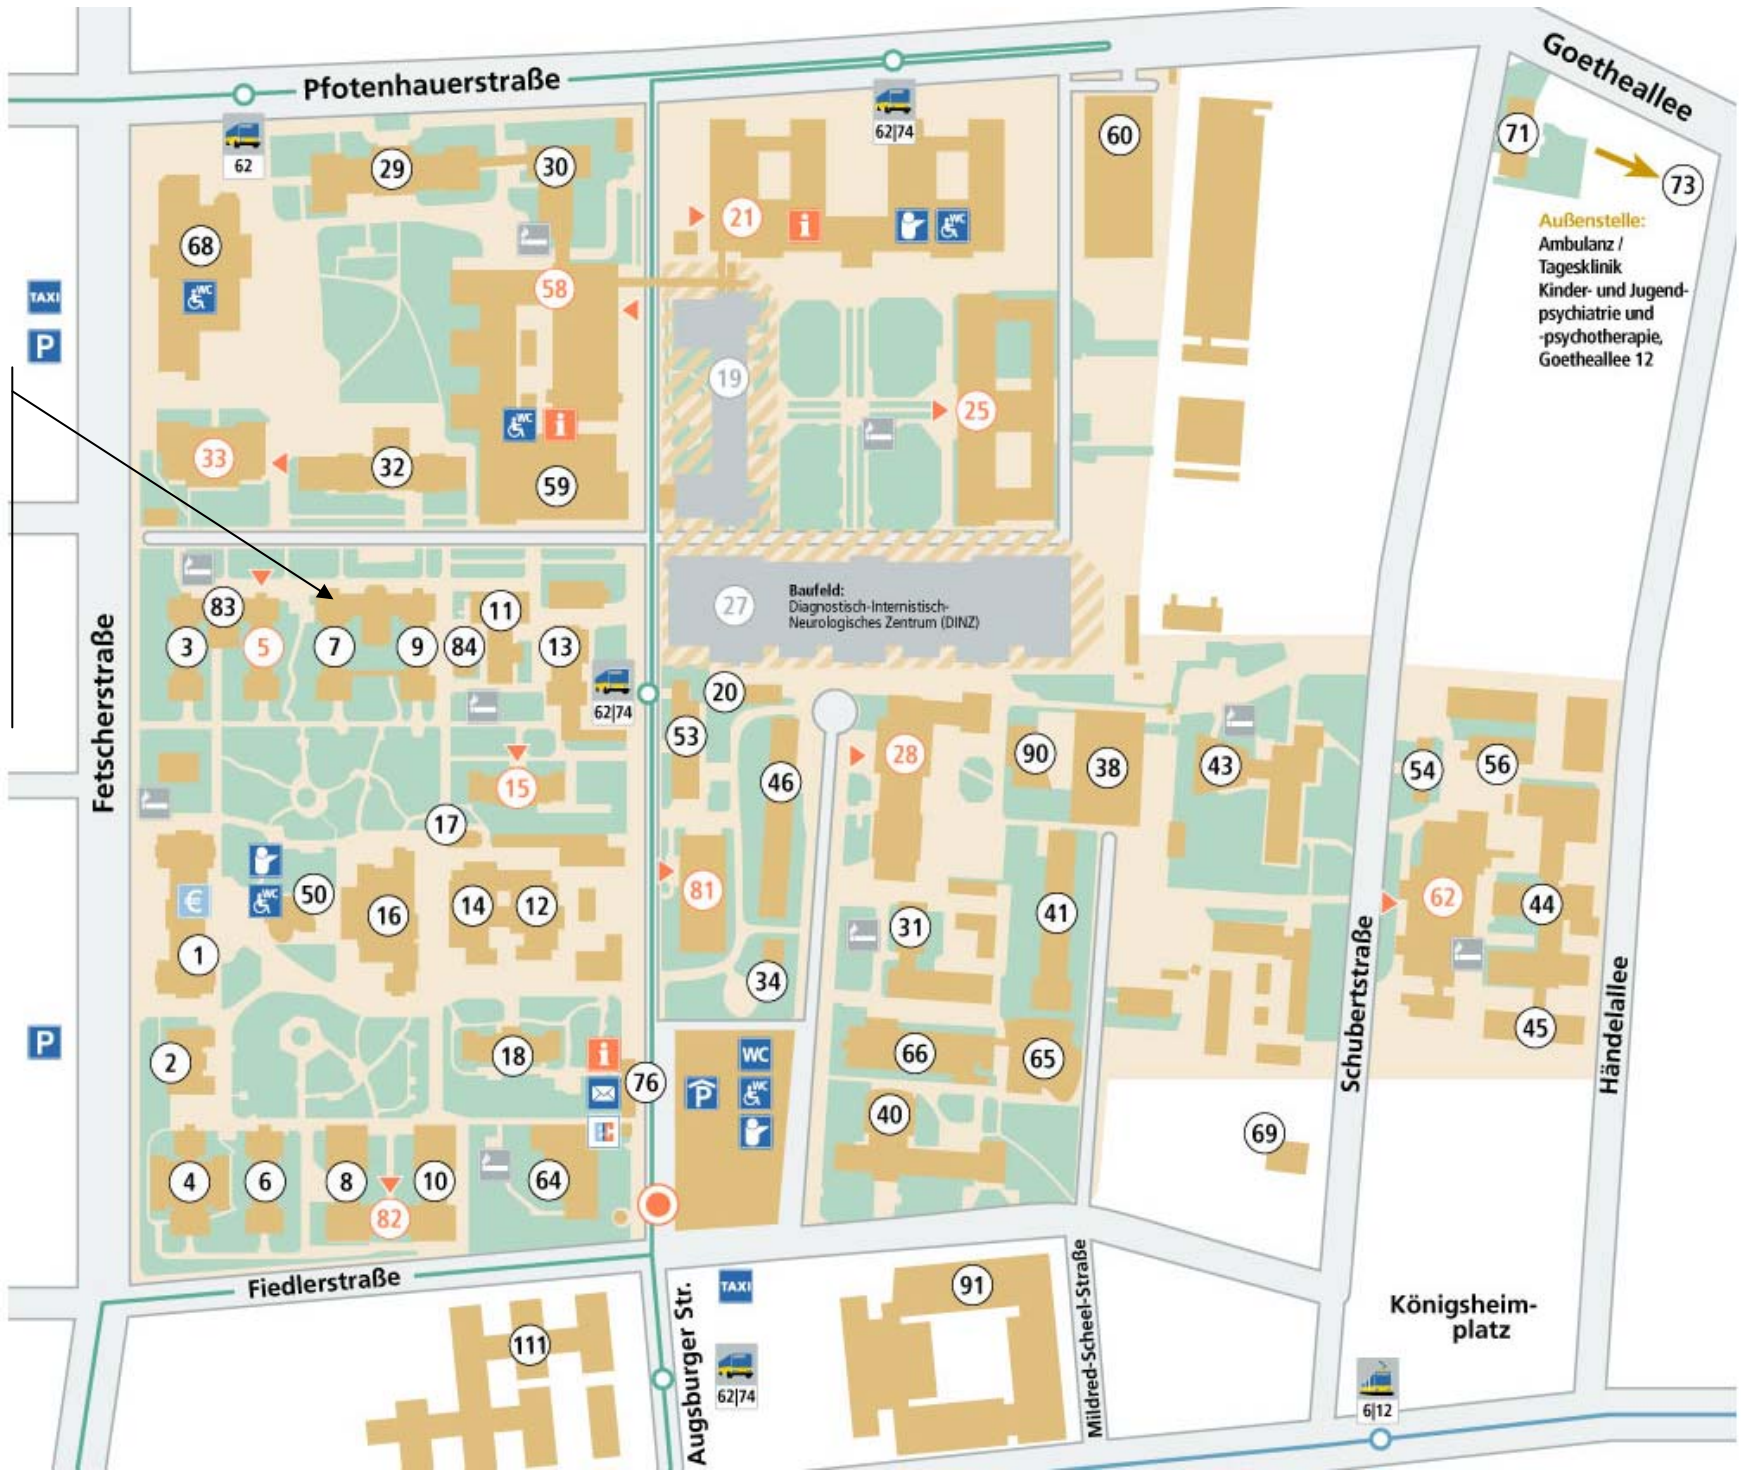 Goetheallee
Pfotenhauerstraße
62|74
60
71
62
29
30
73
21
i
WC
Außenstelle:
Ambulanz /
Tagesklinik
Kinder- und Jugend-
psychiatrie und
-psychotherapie,
Goetheallee 12
68
WC
58
TAXI
P
19
25
WC
i
33
32
59
Baufeld:
Diagnostisch-Internistisch-
Neurologisches Zentrum (DINZ)
27
83
11
3
5
7
9
84
13
62|74
20
53
Fetscherstraße
28
90
38
43
54
56
15
46
17
WC
50
€
81
14
12
16
1
31
41
62
44
34
Schubertstraße
Händelallee
P
2
18
i
76
WC
P
WC
66
65
45
40
69
4
6
8
10
82
64
Fiedlerstraße
TAXI
91
Augsburger Str.
Mildred-Scheel-Straße
Königsheim-
platz
111
62|74
6|12